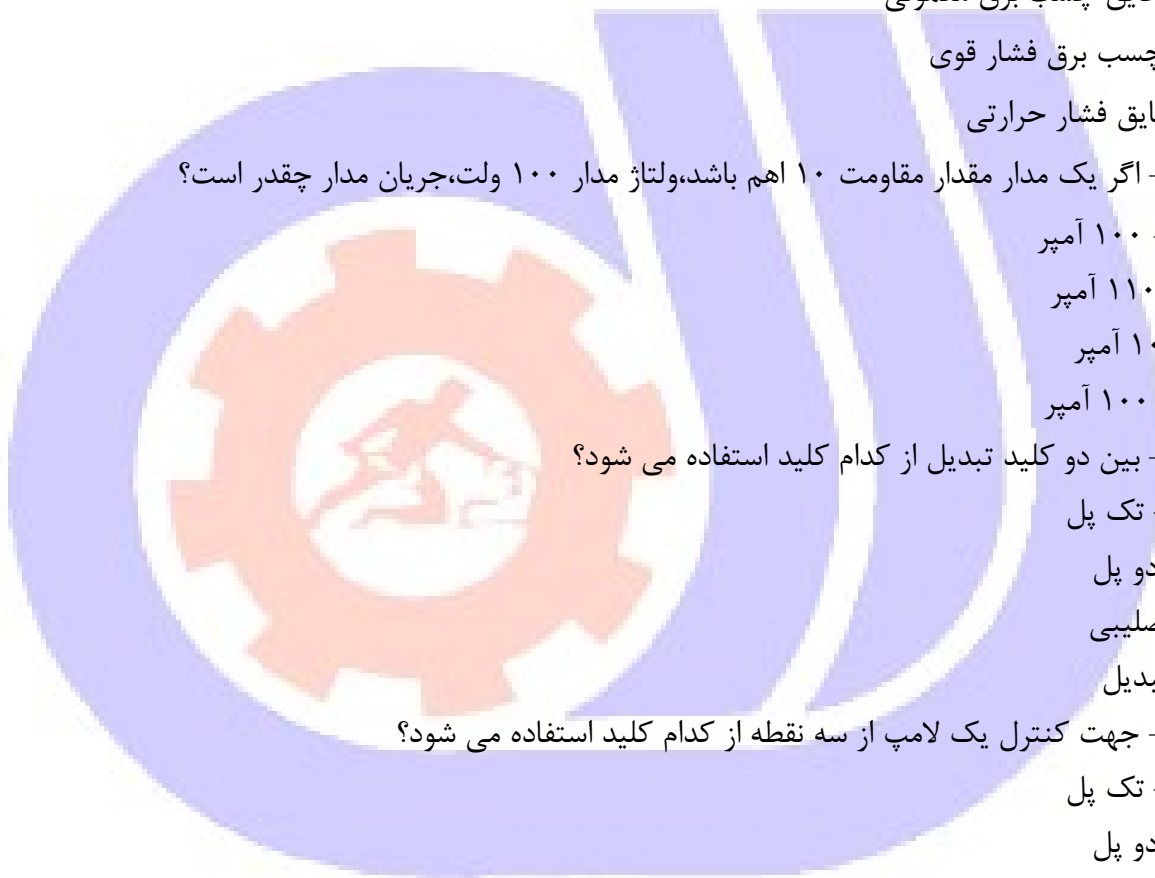 چسب برق معمولی
چسب برق فشار قوی
فشار حرارتی
- اگر یک مدار مقدار مقاومت ۱۰ اهم باشد،ولتاژ مدار ۱۰۰ ولت،جریان مدار چقدر است؟
- ۱۰۰ آمپر
۱۱۰ آمپر
۱۰ آمپر
۱۰۰ آمپر
- بین دو کلید تبدیل از کدام کلید استفاده می شود؟
- تک پل
دو پل
صلیبی
تبدیل
- جهت کنترل یک لامپ از سه نقطه از کدام کلید استفاده می شود؟
- تک پل
دو پل